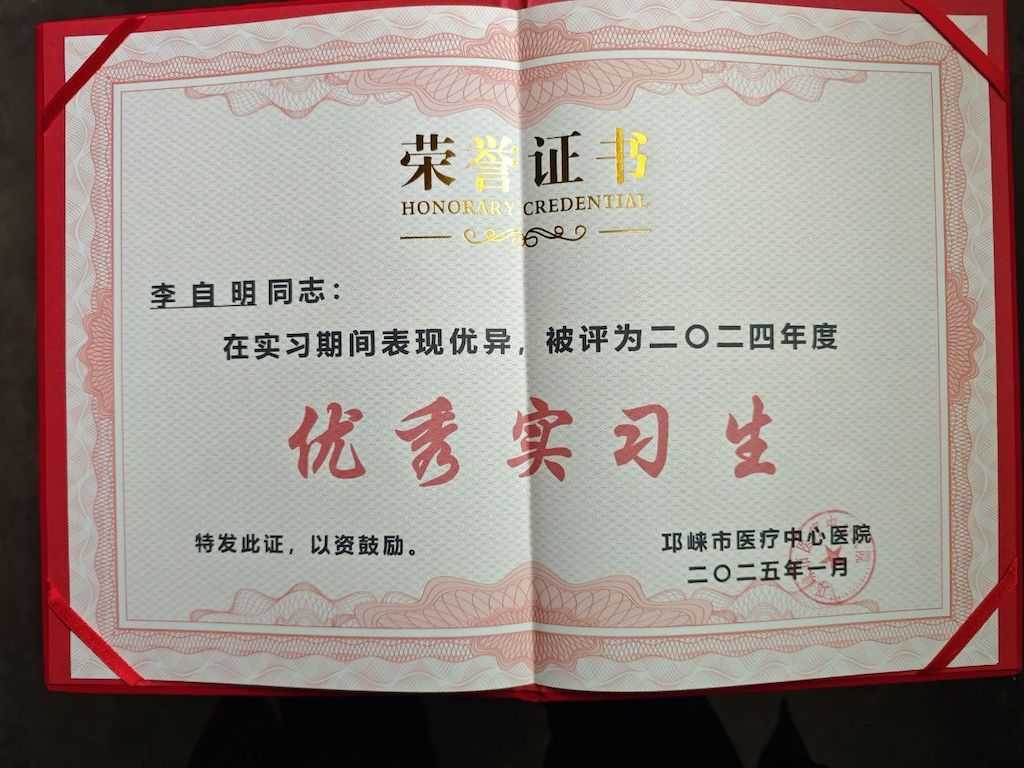 荣誉证书
HONORARY CREDENTIAL
李自明同志：
在实习期间表现优异，被评为二〇二四年度
优秀实习生
特发此证，以资鼓励。
邛崃市医疗中心医院
二〇二五年一月